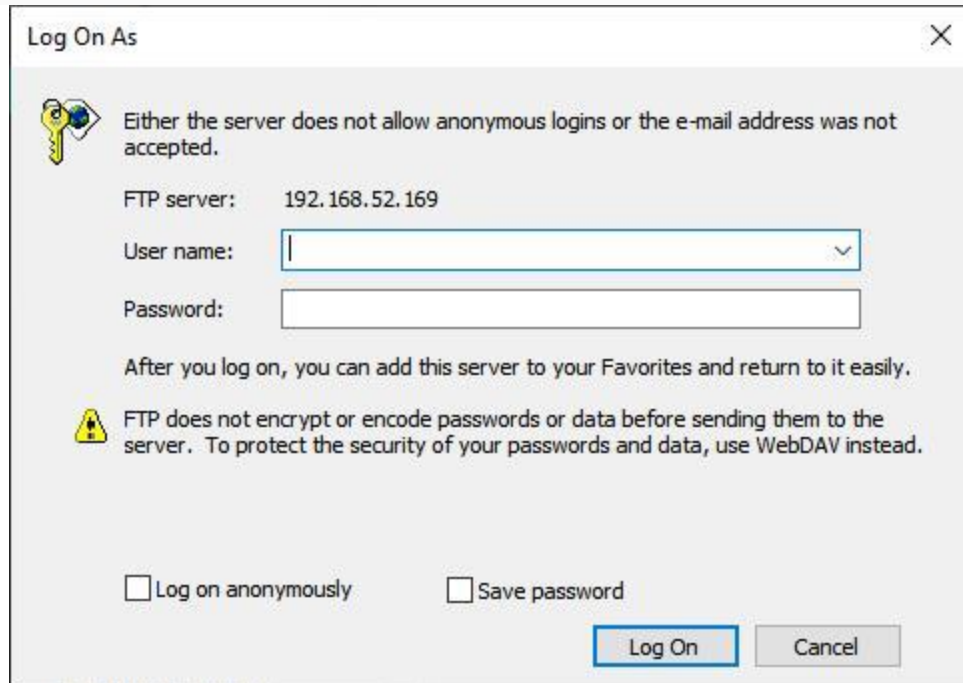 Log On As
Either the server does not allow anonymous logins or the e-mail address was not
accepted.
FTP server: 192.168.52.169
User name:
Password:
After you log on, you can add this server to your Favorites and return to it easily.
FTP does not encrypt or encode passwords or data before sending them to the
server. To protect the security of your passwords and data, use WebDAV instead.
Log on anonymously Save password
Log On Cancel